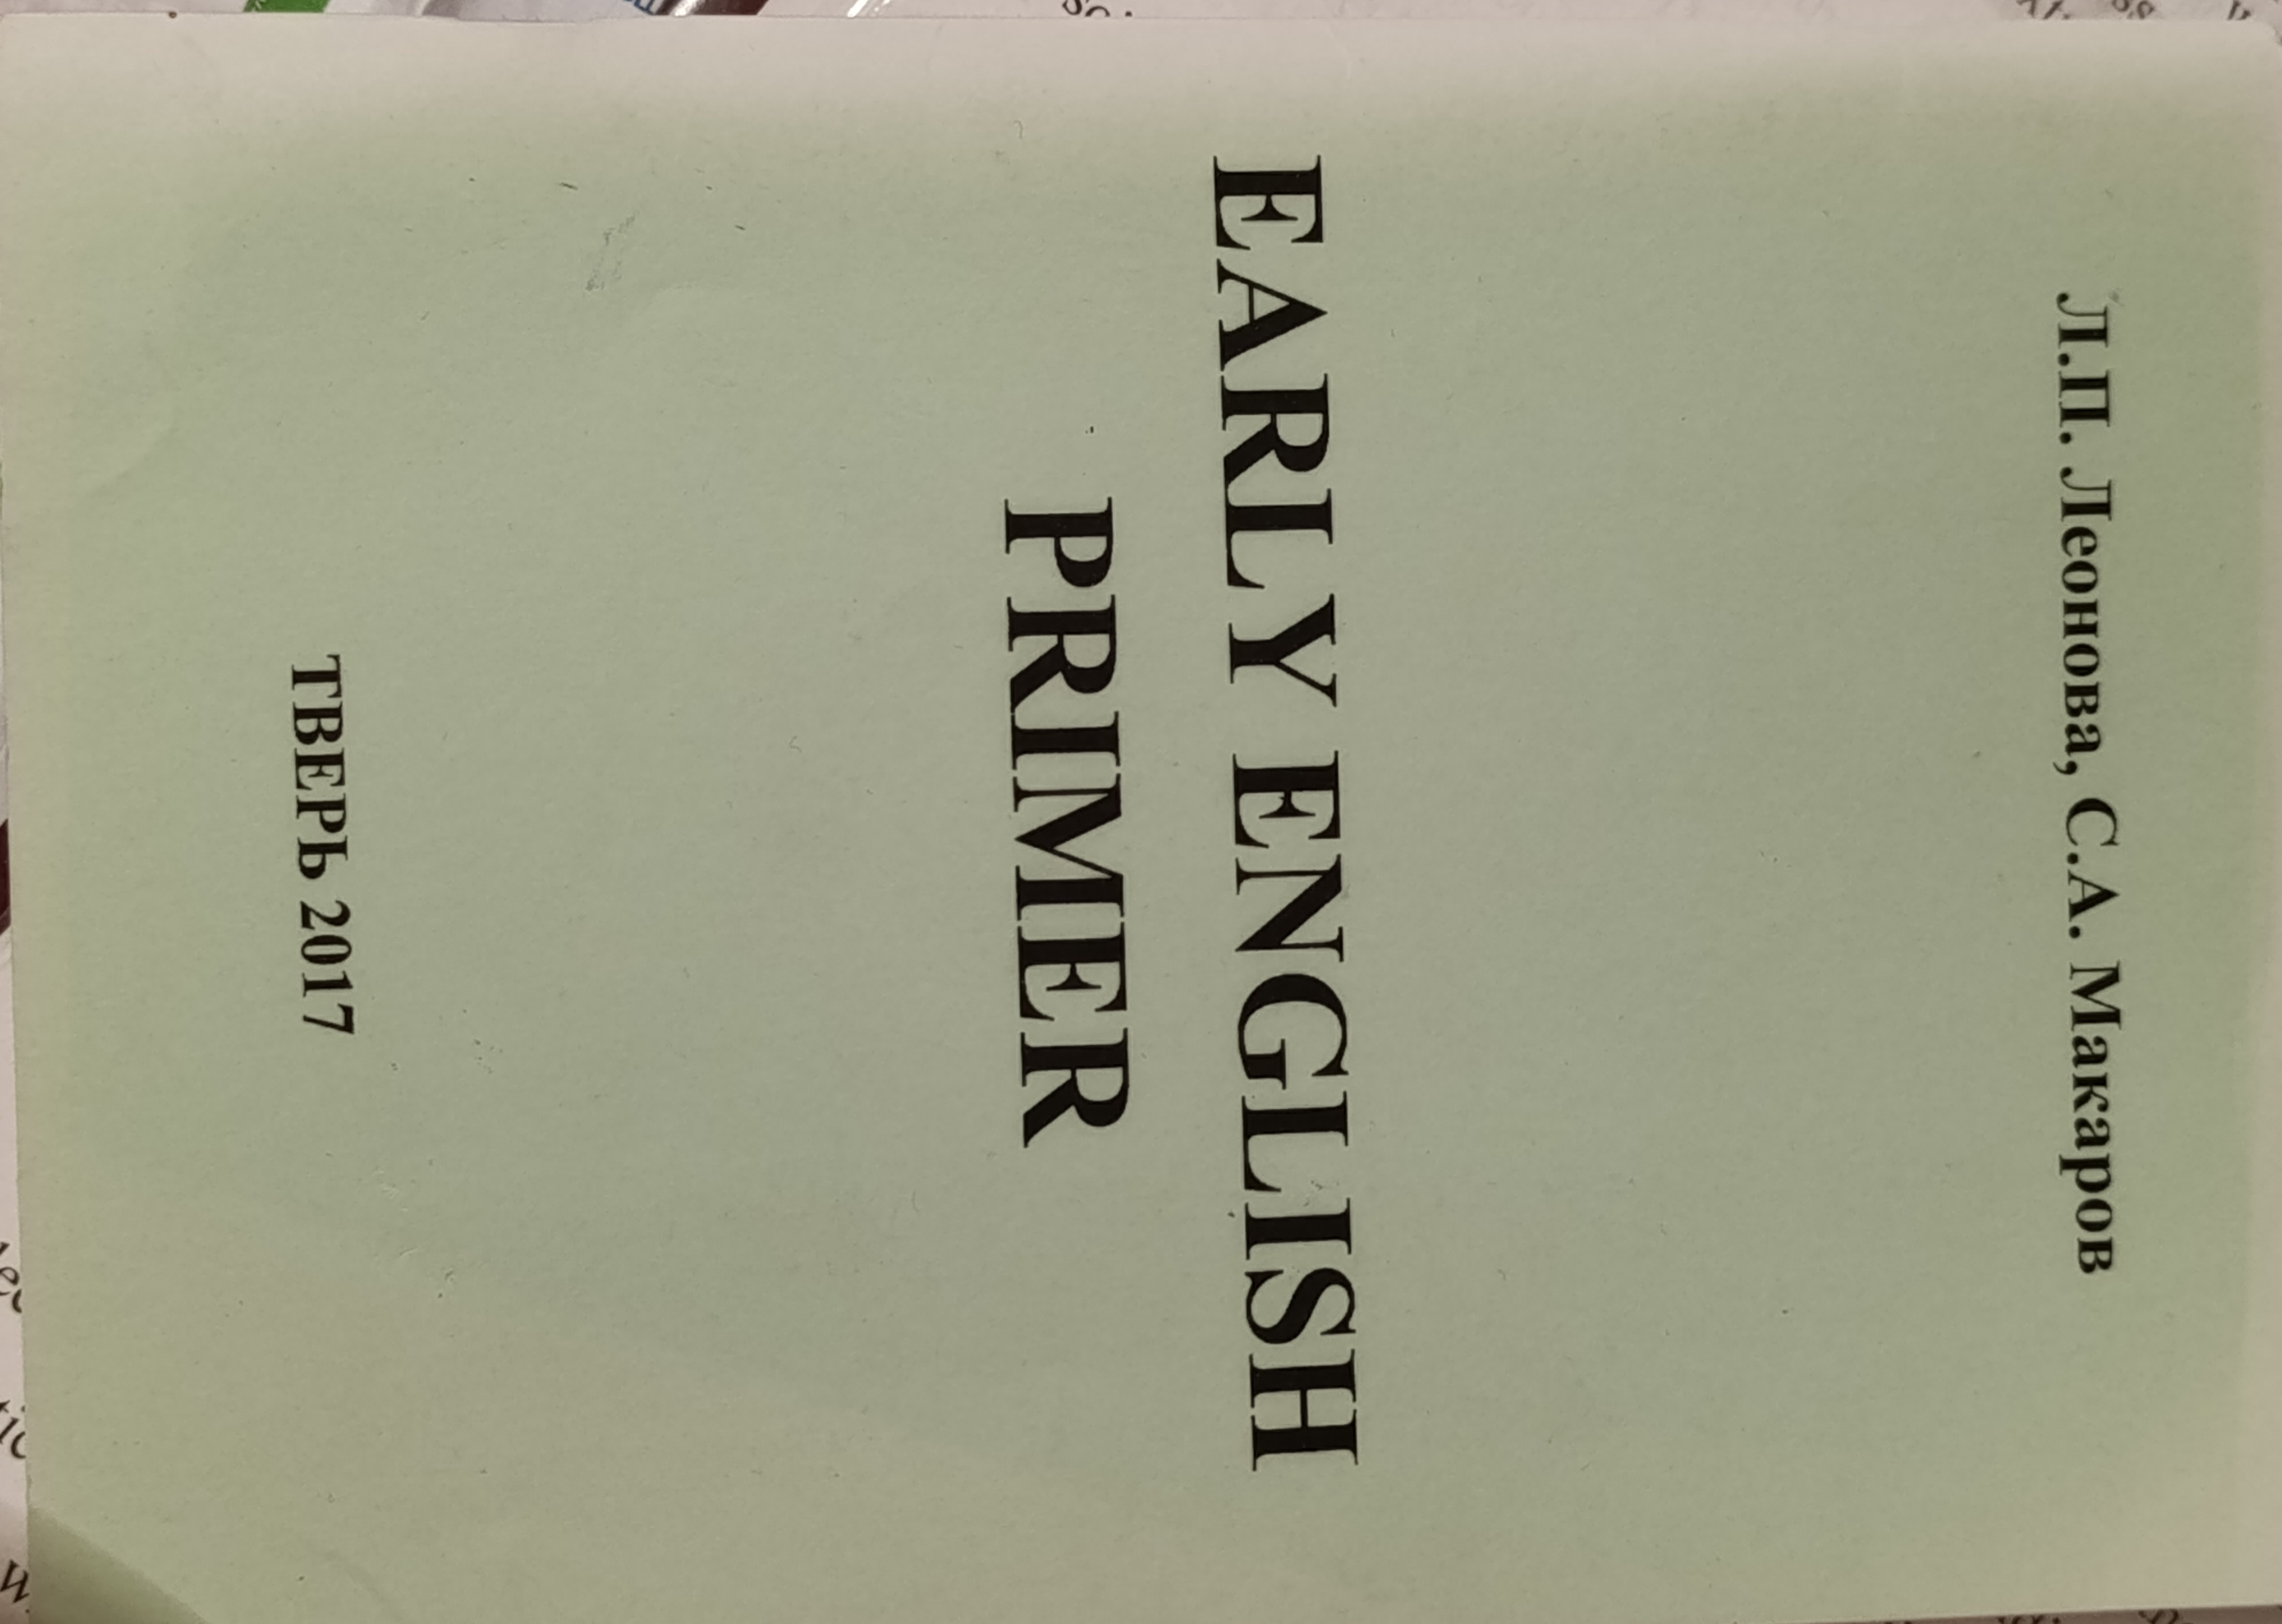 Л.П. Леонова, С.А. Макаров
EARLY ENGLISH
PRIMER
ТВЕРЬ 2017